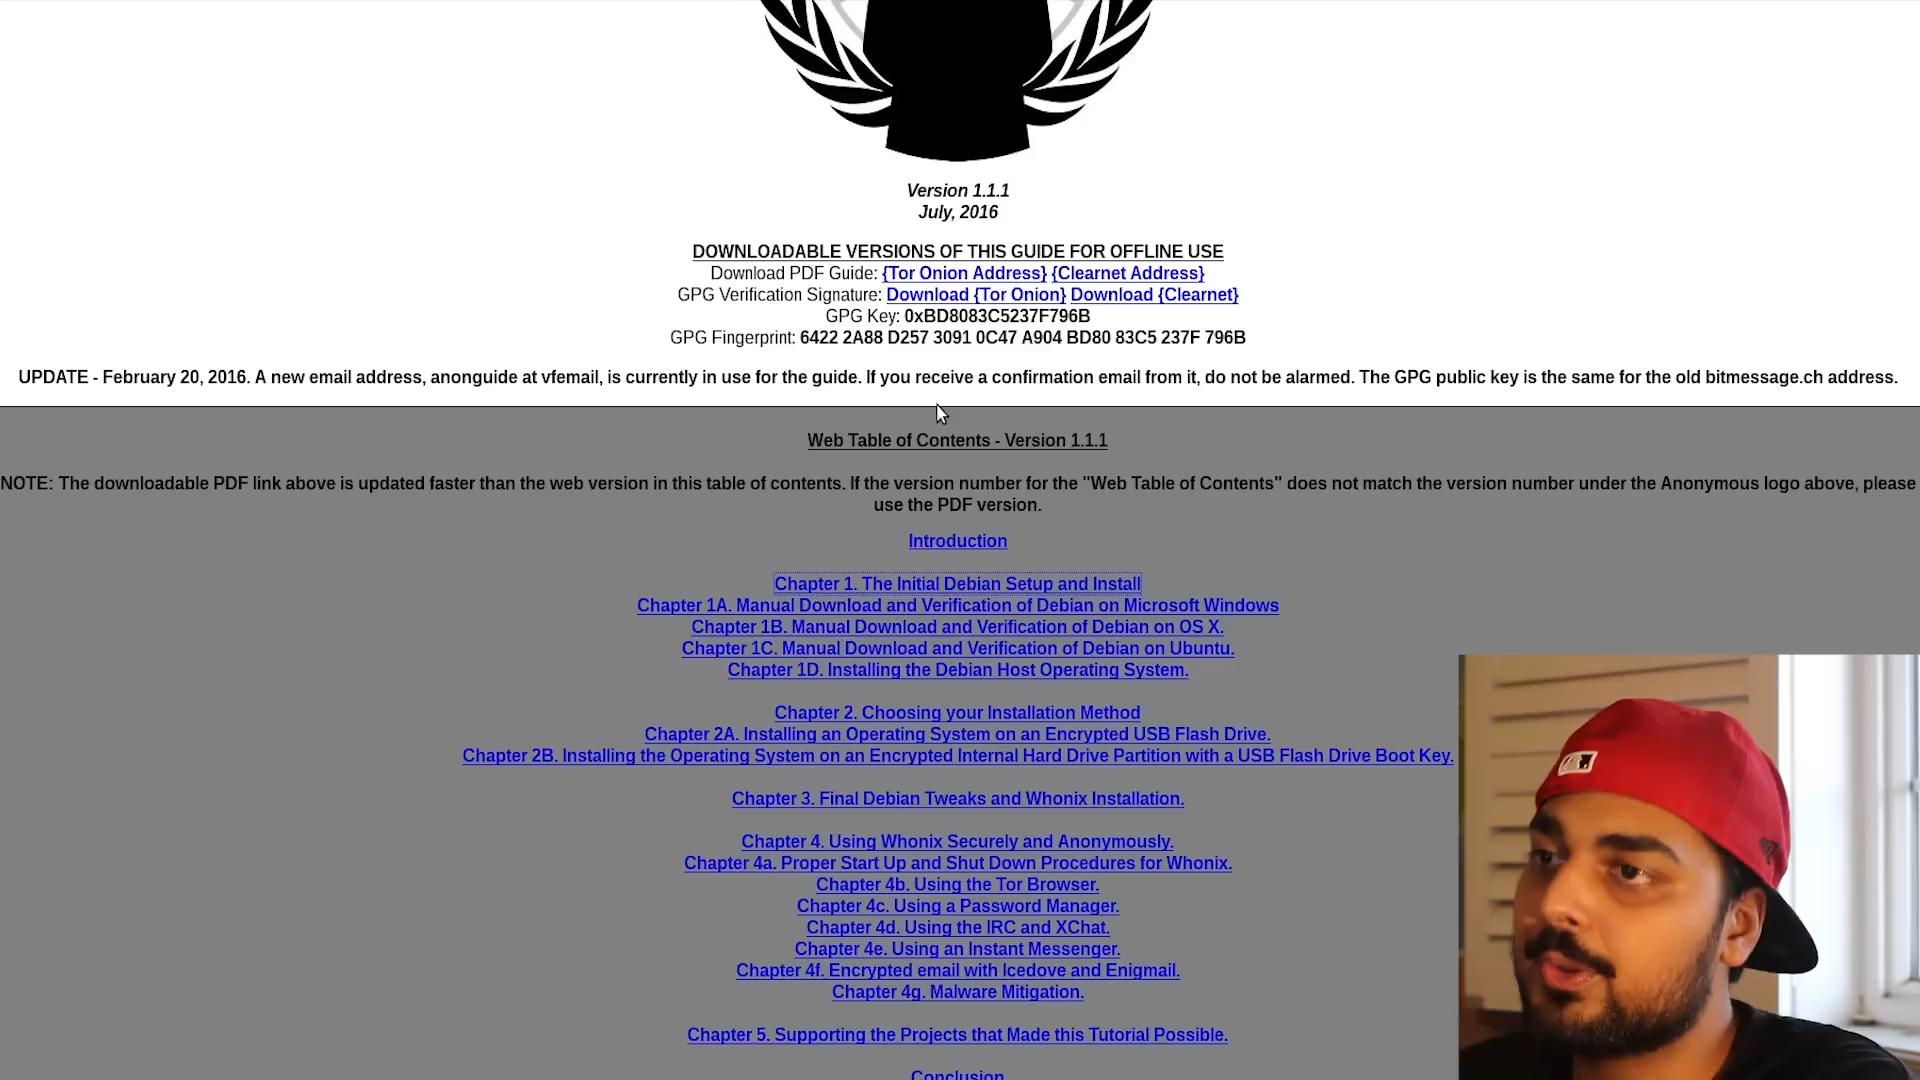 Version 1.1.1
July, 2016
DOWNLOADABLE VERSIONS OF THIS GUIDE FOR OFFLINE USE
Download PDF Guide: {Tor Onion Address} {Clearnet Address}
GPG Verification Signature: Download {Tor Onion} Download {Clearnet}
GPG Key: 0xBD8083C5237F796B
GPG Fingerprint: 6422 2A88 D257 3091 0C47 A904 BD80 83C5 237F 796B
UPDATE - February 20, 2016. A new email address, anonguide at vfemail, is currently in use for the guide. If you receive a confirmation email from it, do not be alarmed. The GPG public key is the same for the old bitmessage.ch address.
Web Table of Contents - Version 1.1.1
NOTE: The downloadable PDF link above is updated faster than the web version in this table of contents. If the version number for the "Web Table of Contents" does not match the version number under the Anonymous logo above, please
use the PDF version.
Introduction
Chapter 1. The Initial Debian Setup and Install
Chapter 1A. Manual Download and Verification of Debian on Microsoft Windows
Chapter 1B. Manual Download and Verification of Debian on OS X.
Chapter 1C. Manual Download and Verification of Debian on Ubuntu.
Chapter 1D. Installing the Debian Host Operating System.
Chapter 2. Choosing your Installation Method
Chapter 2A. Installing an Operating System on an Encrypted USB Flash Drive.
Chapter 2B. Installing the Operating System on an Encrypted Internal Hard Drive Partition with a USB Flash Drive Boot Key.
Chapter 3. Final Debian Tweaks and Whonix Installation.
Chapter 4. Using Whonix Securely and Anonymously.
Chapter 4a. Proper Start Up and Shut Down Procedures for Whonix.
Chapter 4b. Using the Tor Browser.
Chapter 4c. Using a Password Manager.
Chapter 4d. Using the IRC and XChat.
Chapter 4e. Using an Instant Messenger.
Chapter 4f. Encrypted email with Icedove and Enigmail.
Chapter 4g. Malware Mitigation.
Chapter 5. Supporting the Projects that Made this Tutorial Possible.
Conclusion